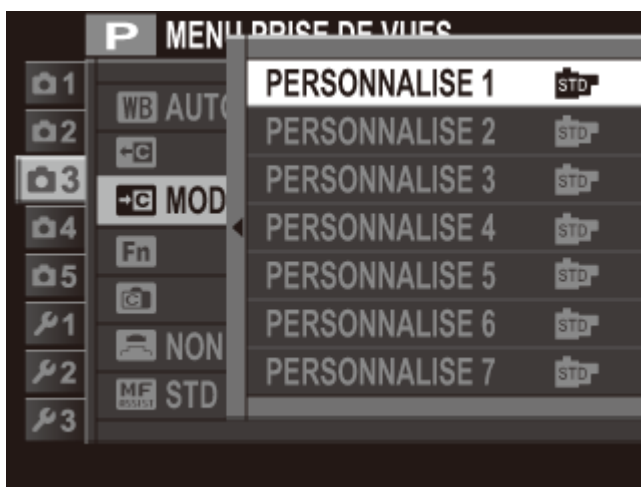 P MENU PRISE DE VUES
1
2
3
4
5
1
2
3
WB AUTO
C
C MOD
Fn
C
NON
MF ASSIST STD
PERSONNALISE 1 STD
PERSONNALISE 2 STD
PERSONNALISE 3 STD
PERSONNALISE 4 STD
PERSONNALISE 5 STD
PERSONNALISE 6 STD
PERSONNALISE 7 STD